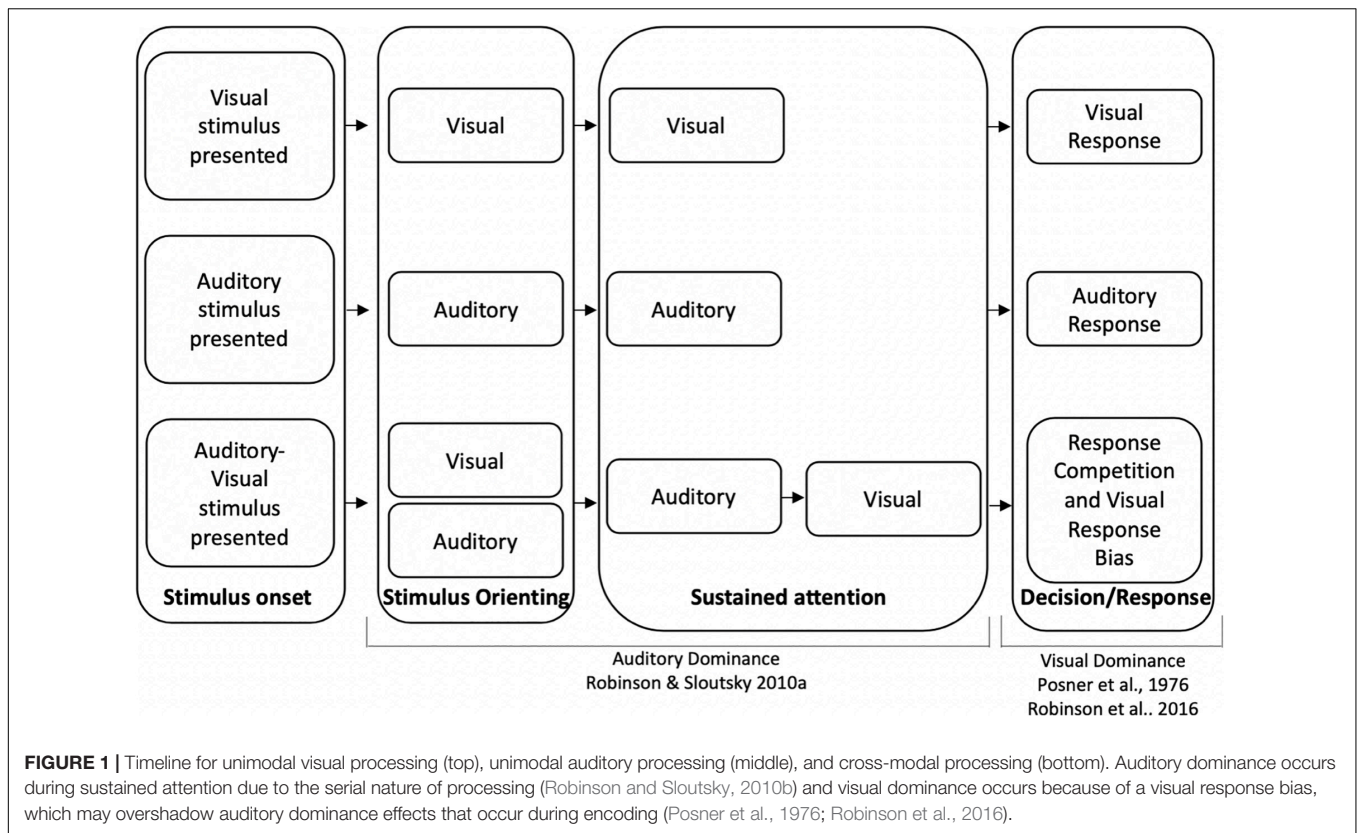 Visual
stimulus
presented
Visual
Visual
Visual
Response
Auditory
stimulus
presented
Auditory
Auditory
Auditory
Response
Auditory-
Visual
stimulus
presented
Visual
Auditory
Auditory
Visual
Response
Competition
and Visual
Response
Bias
Stimulus onset
Stimulus Orienting
Sustained attention
Decision/Response
Auditory Dominance
Robinson & Sloutsky 2010a
Visual Dominance
Posner et al., 1976
Robinson et al.. 2016
FIGURE 1 | Timeline for unimodal visual processing (top), unimodal auditory processing (middle), and cross-modal processing (bottom). Auditory dominance occurs
during sustained attention due to the serial nature of processing (Robinson and Sloutsky, 2010b) and visual dominance occurs because of a visual response bias,
which may overshadow auditory dominance effects that occur during encoding (Posner et al., 1976; Robinson et al., 2016).